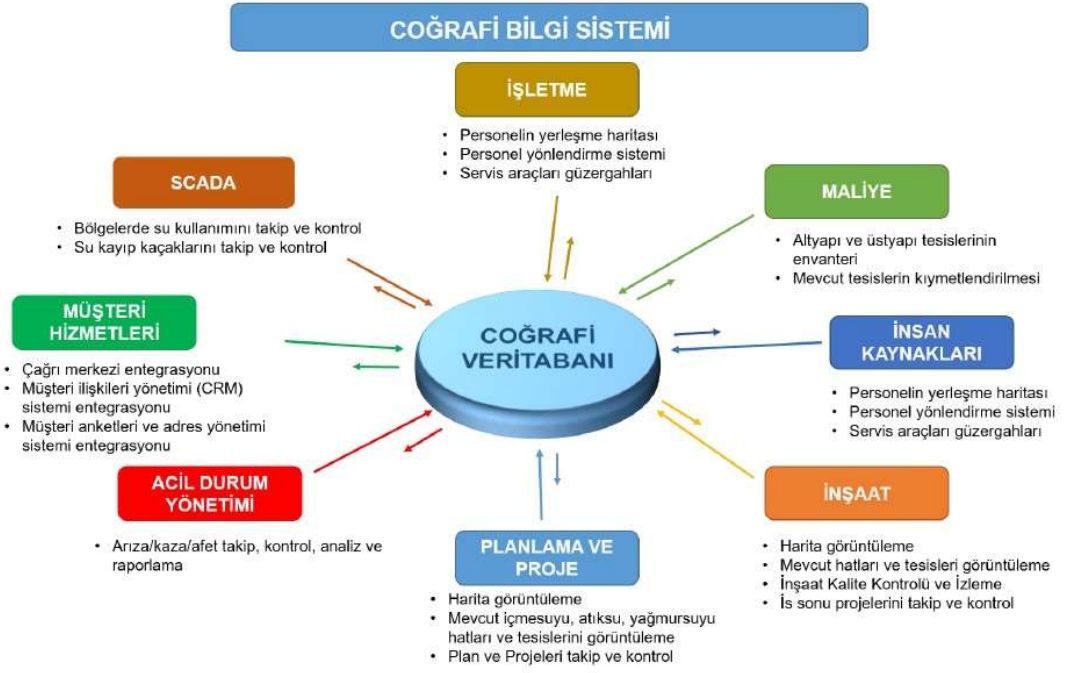 COĞRAFİ BİLGİ SİSTEMİ
İŞLETME
• Personelin yerleşme haritası
• Personel yönlendirme sistemi
• Servis araçları güzergahları
SCADA
• Bölgelerde su kullanımını takip ve kontrol
• Su kayıp kaçaklarını takip ve kontrol
MALİYE
• Altyapı ve üstyapı tesislerinin
envanteri
• Mevcut tesislerin kıymetlendirilmesi
MÜŞTERİ
HİZMETLERİ
• Çağrı merkezi entegrasyonu
• Müşteri ilişkileri yönetimi (CRM)
sistemi entegrasyonu
• Müşteri anketleri ve adres yönetimi
sistemi entegrasyonu
COĞRAFİ
VERİTABANI
İNSAN
KAYNAKLARI
• Personelin yerleşme haritası
• Personel yönlendirme sistemi
• Servis araçları güzergahları
ACİL DURUM
YÖNETİMİ
• Arıza/kaza/afet takip, kontrol, analiz ve
raporlama
PLANLAMA VE
PROJE
• Harita görüntüleme
• Mevcut içmesuyu, atıksu, yağmursuyu
hatları ve tesislerini görüntüleme
• Plan ve Projeleri takip ve kontrol
İNŞAAT
• Harita görüntüleme
• Mevcut hatları ve tesisleri görüntüleme
• İnşaat Kalite Kontrolü ve İzleme
• İs sonu projelerini takip ve kontrol